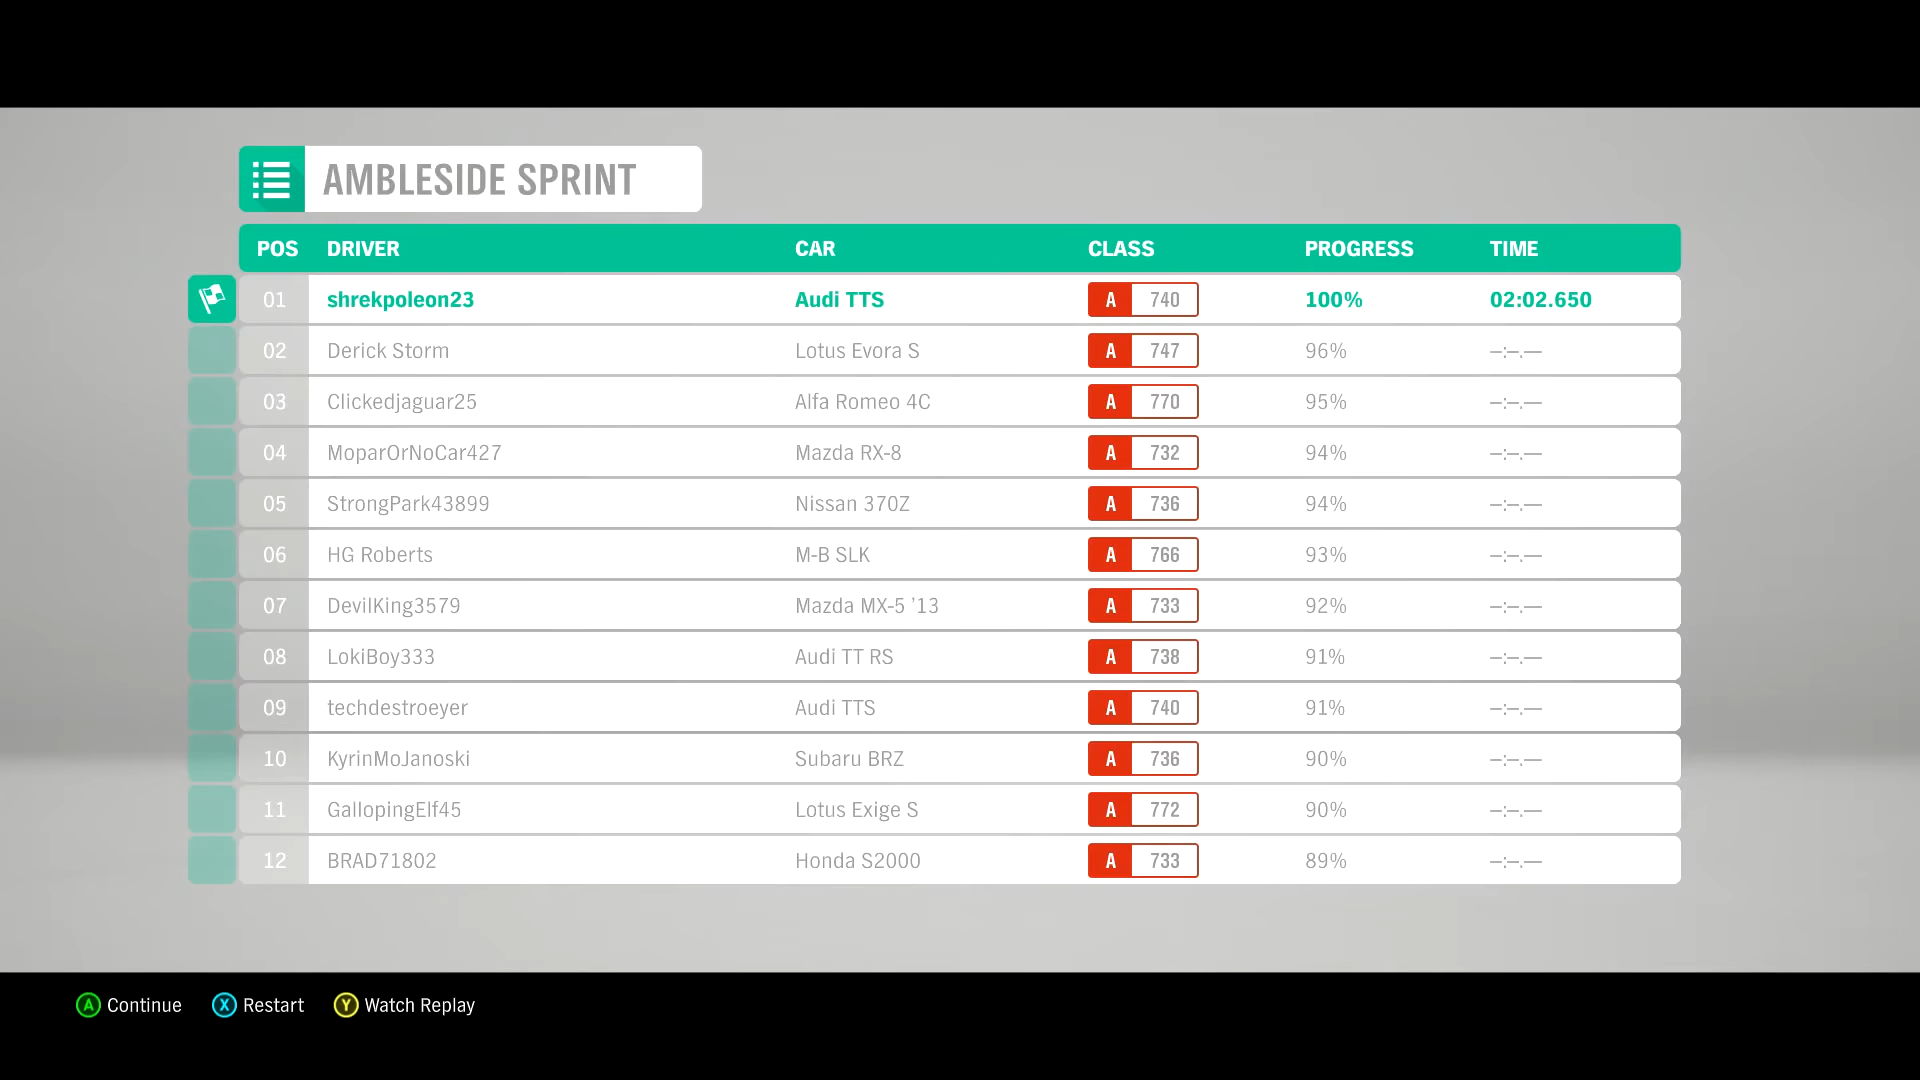 AMBLESIDE SPRINT
POS DRIVER CAR CLASS PROGRESS TIME
01 shrekpoleon23 Audi TTS A 740 100% 02:02.650
02 Derick Storm Lotus Evora S A 747 96% –:–.––
03 Clickedjaguar25 Alfa Romeo 4C A 770 95% –:–.––
04 MoparOrNoCar427 Mazda RX-8 A 732 94% –:–.––
05 StrongPark43899 Nissan 370Z A 736 94% –:–.––
06 HG Roberts M-B SLK A 766 93% –:–.––
07 DevilKing3579 Mazda MX-5 ’13 A 733 92% –:–.––
08 LokiBoy333 Audi TT RS A 738 91% –:–.––
09 techdestroeyer Audi TTS A 740 91% –:–.––
10 KyrinMoJanoski Subaru BRZ A 736 90% –:–.––
11 GallopingElf45 Lotus Exige S A 772 90% –:–.––
12 BRAD71802 Honda S2000 A 733 89% –:–.––
A Continue X Restart Y Watch Replay